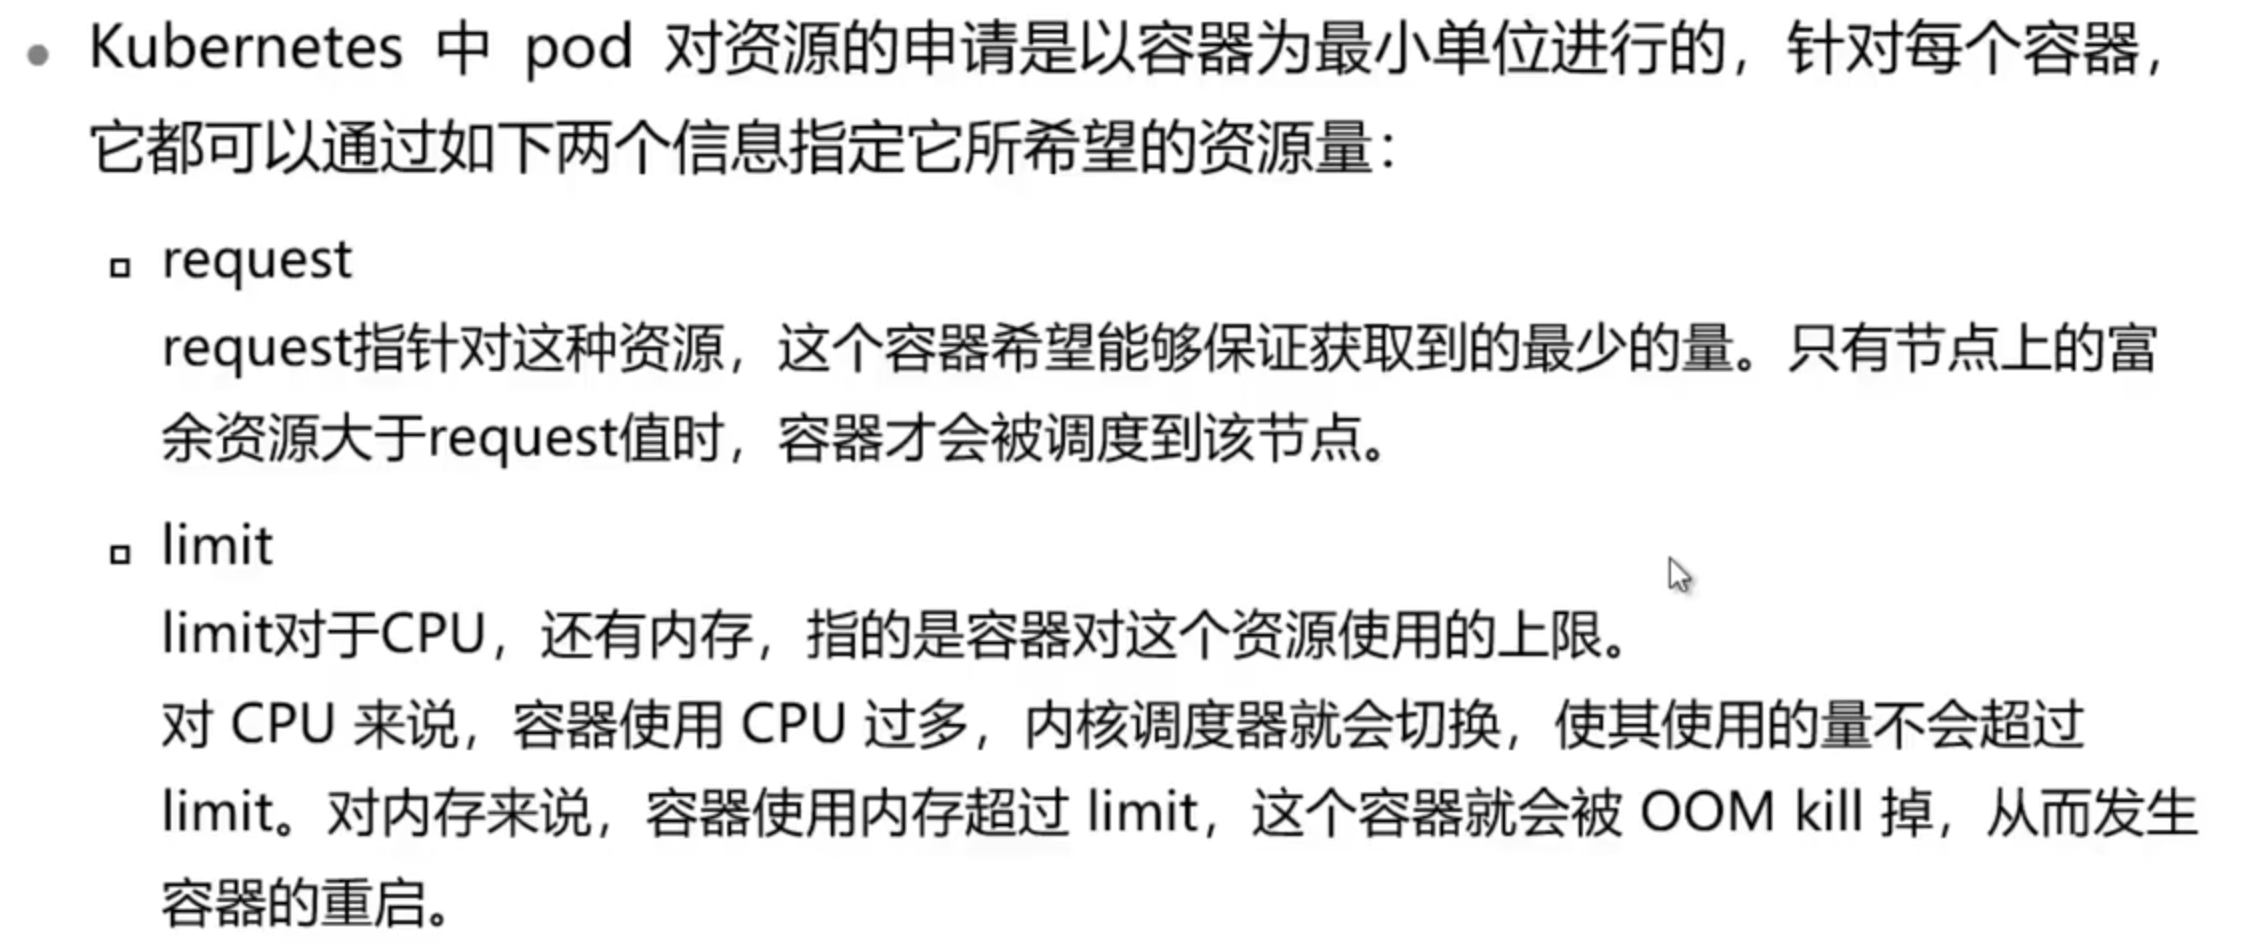 Kubernetes 中 pod 对资源的申请是以容器为最小单位进行的，针对每个容器，
它都可以通过如下两个信息指定它所希望的资源量：
request
request指针对这种资源，这个容器希望能够保证获取到的最少的量。只有节点上的富
余资源大于request值时，容器才会被调度到该节点。
limit
limit对于CPU，还有内存，指的是容器对这个资源使用的上限。
对 CPU 来说，容器使用 CPU 过多，内核调度器就会切换，使其使用的量不会超过
limit。对内存来说，容器使用内存超过 limit，这个容器就会被 OOM kill 掉，从而发生
容器的重启。